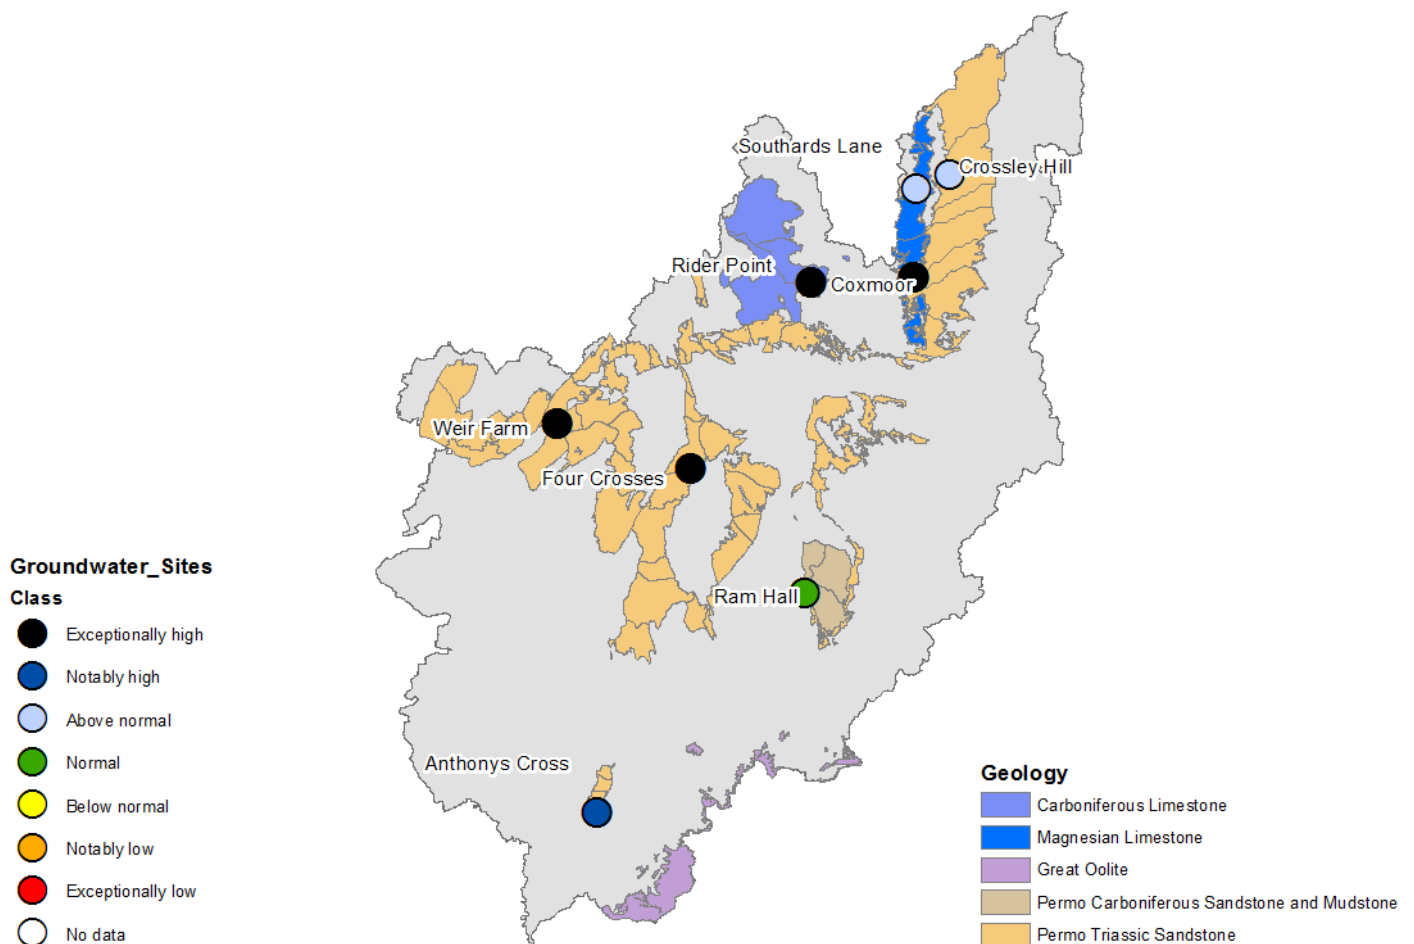 Southards Lane
Crossley Hill
Rider Point
Coxmoor
Weir Farm
Four Crosses
Ram Hall
Anthonys Cross
Groundwater_Sites
Class
Exceptionally high
Notably high
Above normal
Normal
Below normal
Notably low
Exceptionally low
No data
Geology
Carboniferous Limestone
Magnesian Limestone
Great Oolite
Permo Carboniferous Sandstone and Mudstone
Permo Triassic Sandstone